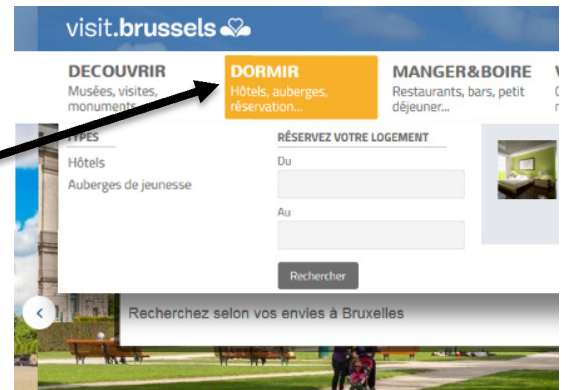 visit.brussels
DECOUVRIR
Musées, visites,
monuments...
DORMIR
Hôtels, auberges,
réservation...
MANGER&BOIRE
Restaurants, bars, petit
déjeuner...
TYPES
Hôtels
Auberges de jeunesse
RÉSERVEZ VOTRE LOGEMENT
Du
Au
Rechercher
Recherchez selon vos envies à Bruxelles